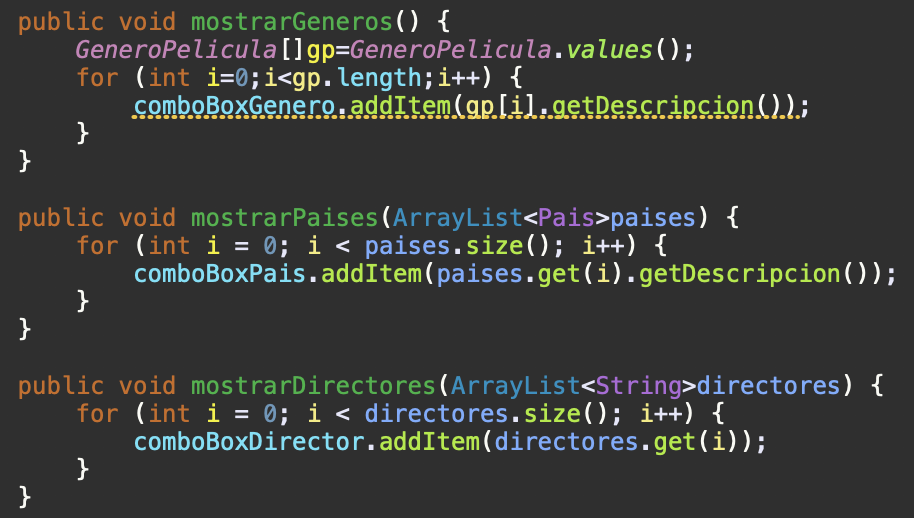 public void mostrarGeneros() {
    GeneroPelicula[]gp=GeneroPelicula.values();
    for (int i=0;i<gp.length;i++) {
        comboBoxGenero.addItem(gp[i].getDescripcion());
    }
}

public void mostrarPaises(ArrayList<Pais>paises) {
    for (int i = 0; i < paises.size(); i++) {
        comboBoxPais.addItem(paises.get(i).getDescripcion());
    }
}

public void mostrarDirectores(ArrayList<String>directores) {
    for (int i = 0; i < directores.size(); i++) {
        comboBoxDirector.addItem(directores.get(i));
    }
}